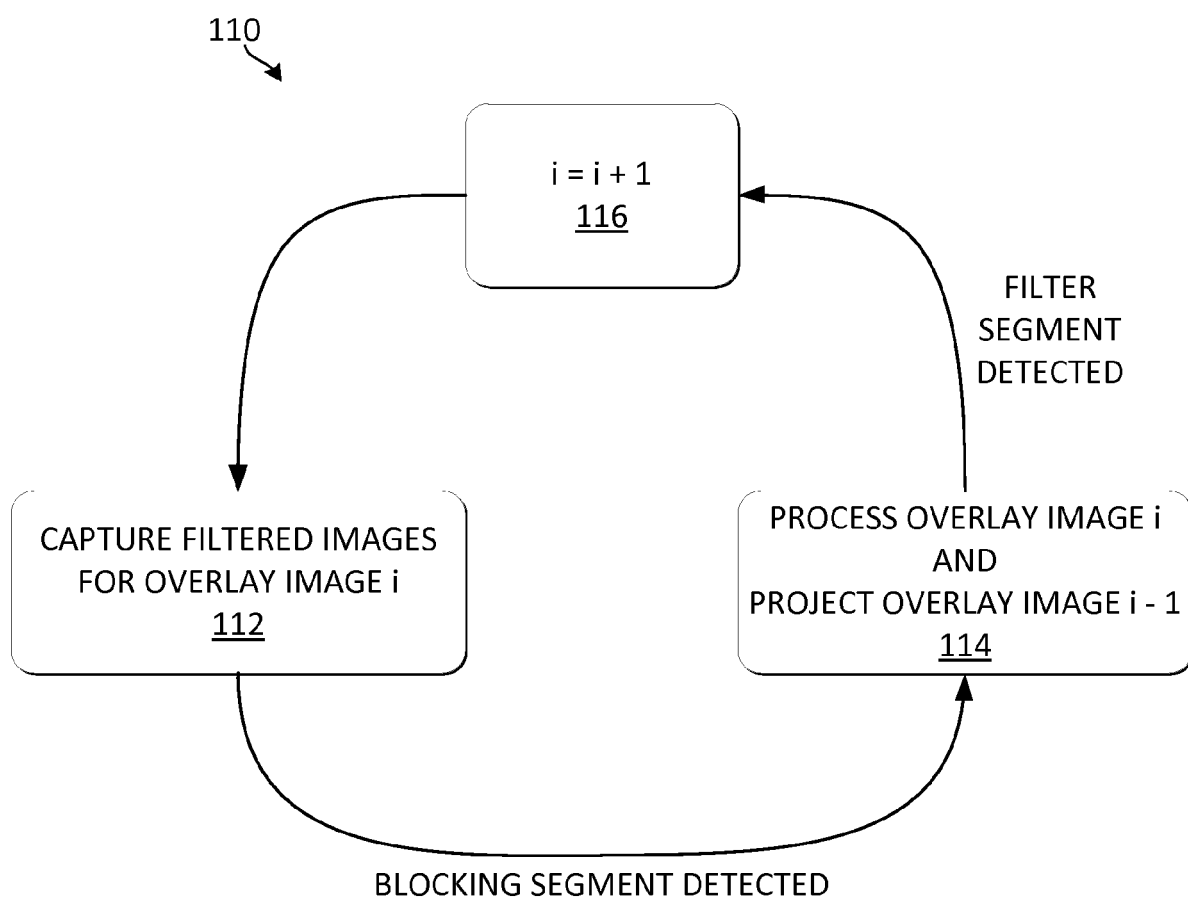 110
i = i + 1
116
FILTER
SEGMENT
DETECTED
CAPTURE FILTERED IMAGES
FOR OVERLAY IMAGE i
112
PROCESS OVERLAY IMAGE i
AND
PROJECT OVERLAY IMAGE i - 1
114
BLOCKING SEGMENT DETECTED